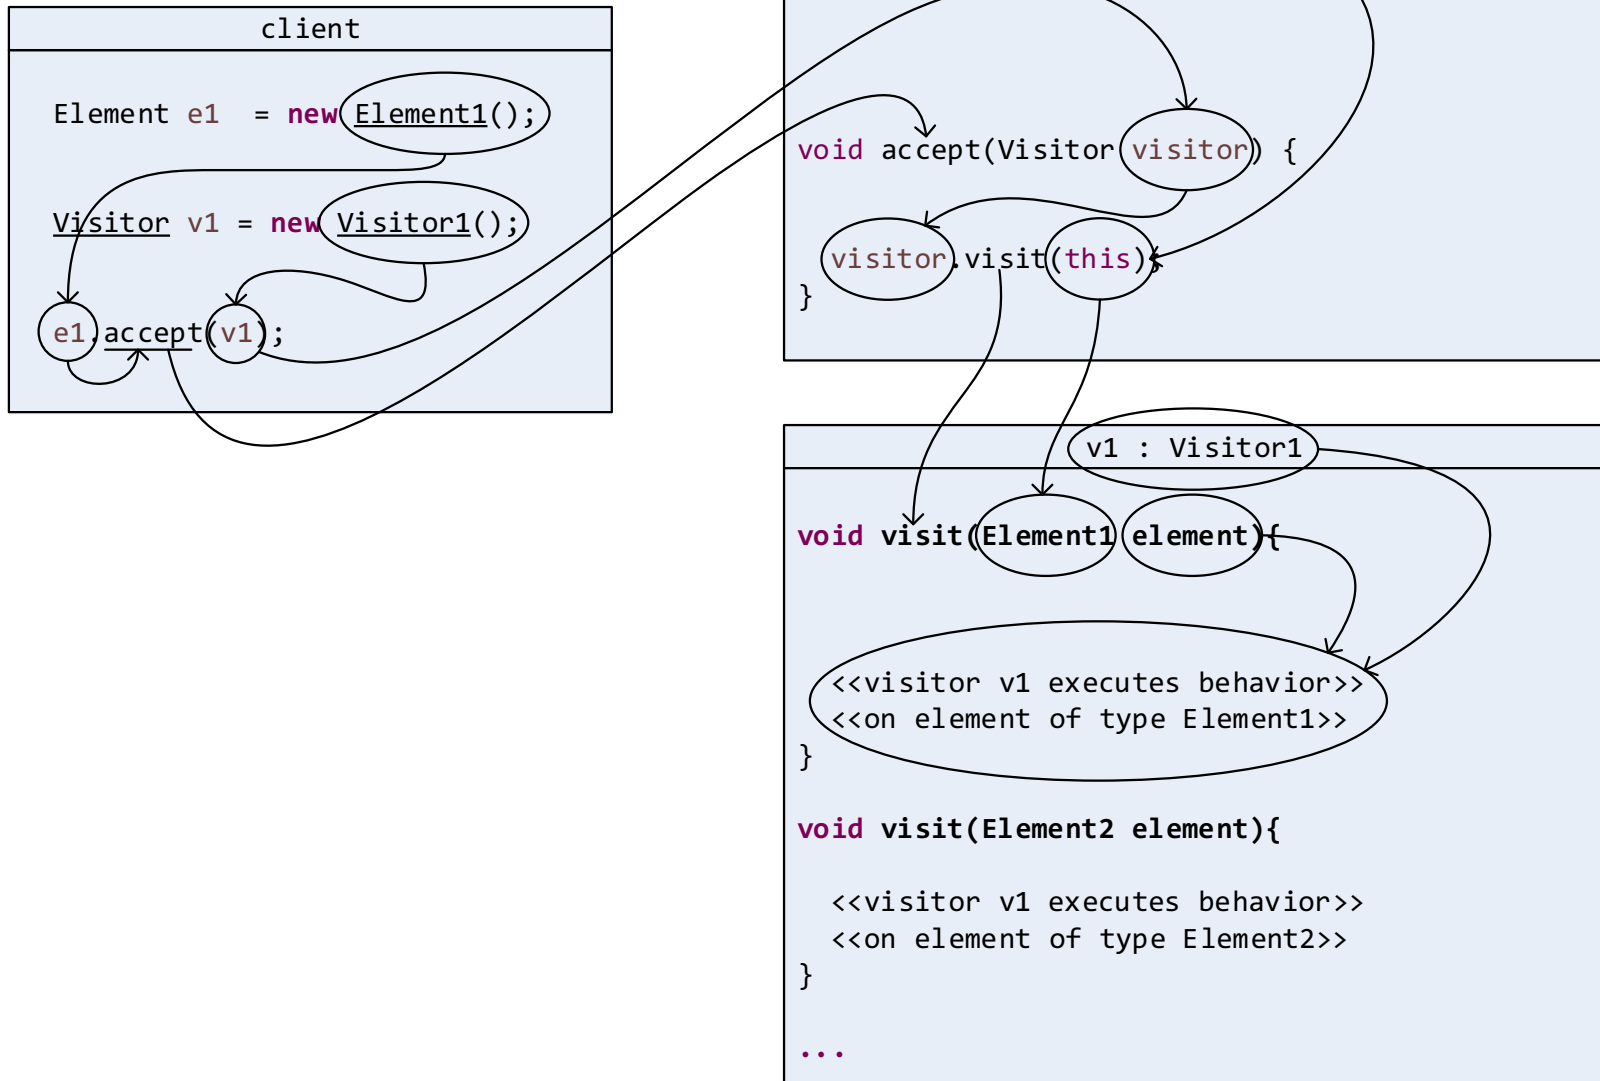 client
Element e1  = new Element1();
Visitor v1 = new Visitor1();
e1.accept(v1);
void accept(Visitor visitor) {
visitor.visit(this);
}
v1 : Visitor1
void visit(Element1 element){
<<visitor v1 executes behavior>>
<<on element of type Element1>>
}
void visit(Element2 element){
<<visitor v1 executes behavior>>
<<on element of type Element2>>
}
...